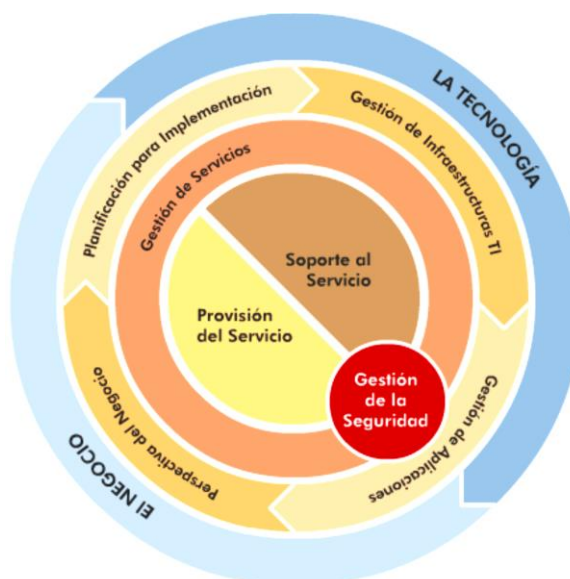 LA TECNOLOGÍA
Planificación para Implementación
Gestión de Infraestructuras TI
Gestión de Servicios
Soporte al
Servicio
Provisión
del Servicio
Gestión
de la
Seguridad
Gestión de Aplicaciones
Perspectiva del Negocio
El NEGOCIO